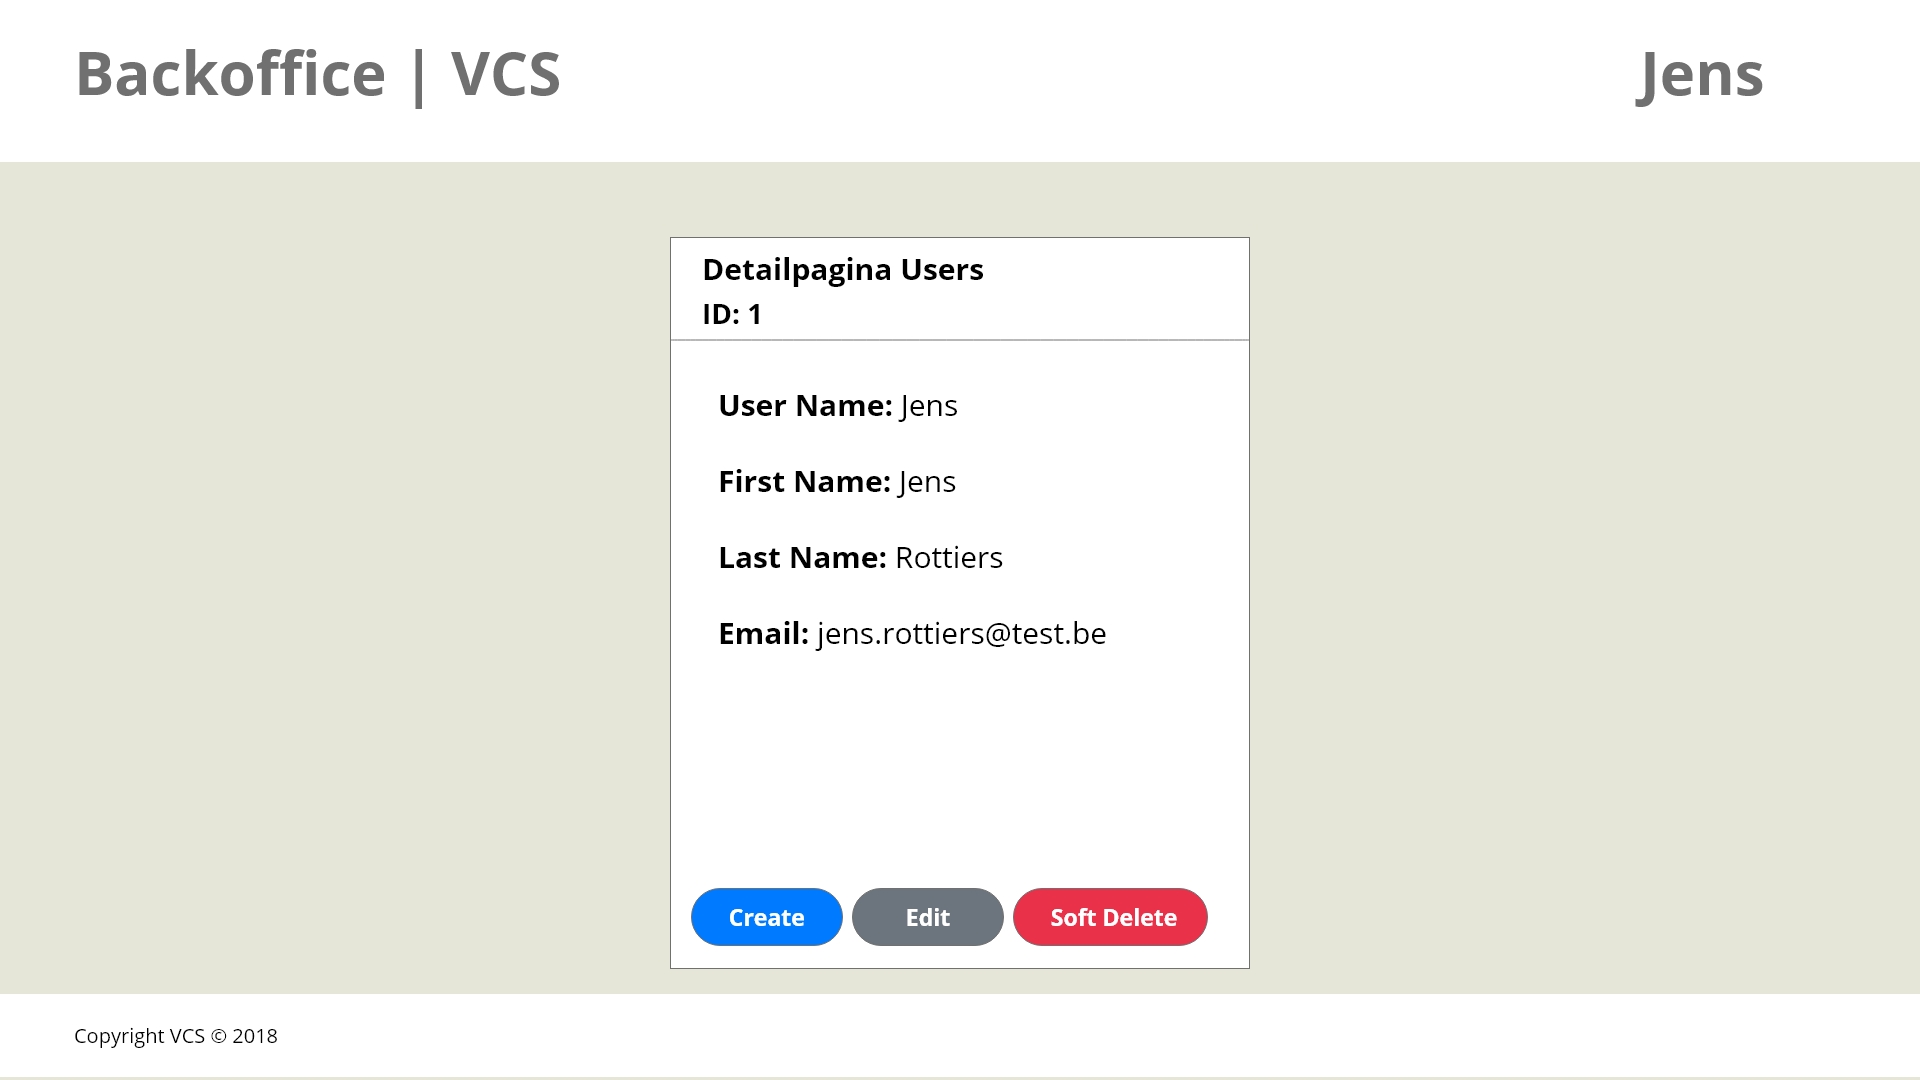 Backoffice | VCS
Jens
Detailpagina Users
ID: 1
User Name: Jens
First Name: Jens
Last Name: Rottiers
Email: jens.rottiers@test.be
Create
Edit
Soft Delete
Copyright VCS © 2018